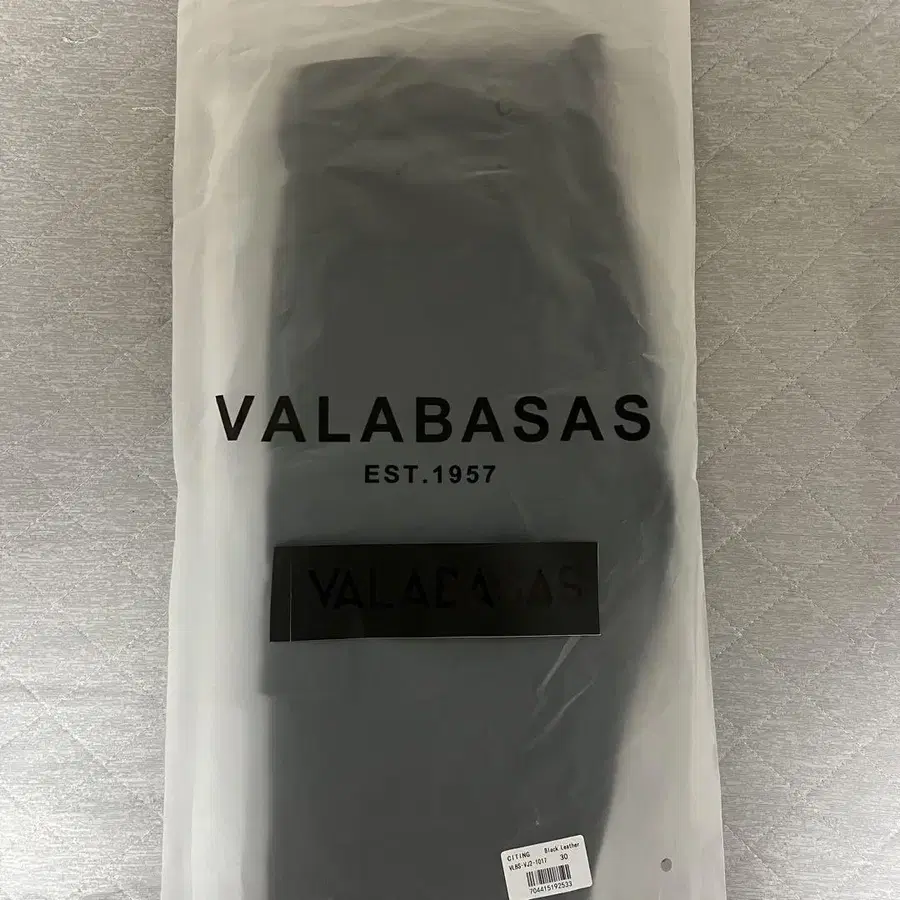 VALABASAS
EST.1957
VALABASAS
CITING Black Leather
VLBS-VJ2-1017 30
704415192533